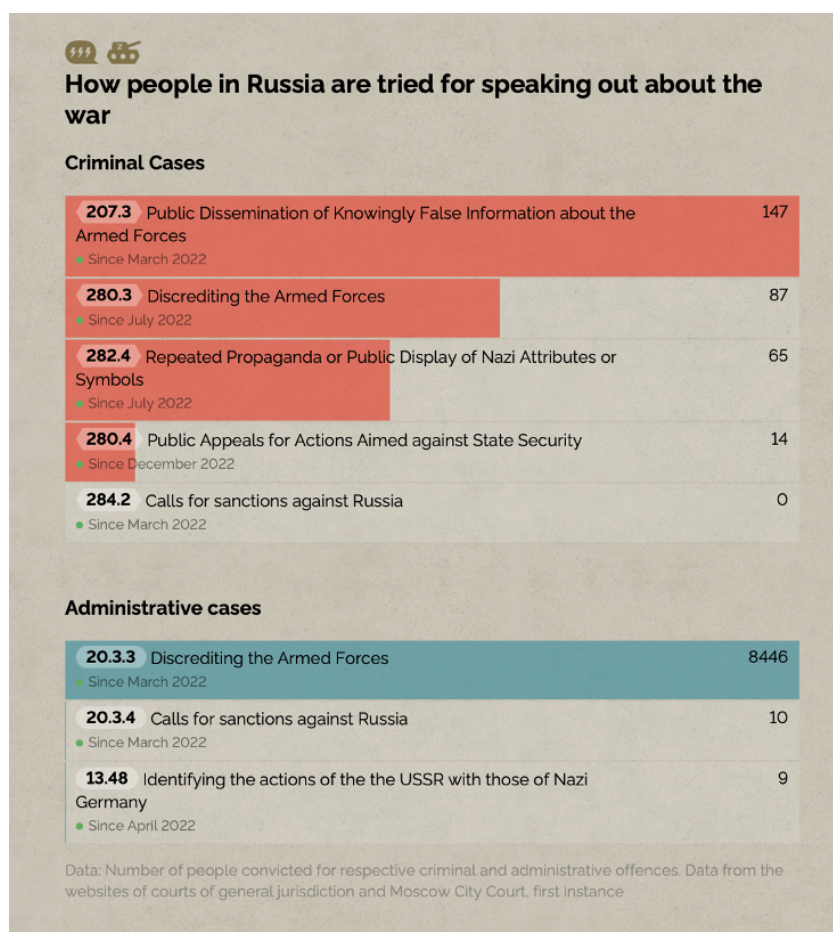 How people in Russia are tried for speaking out about the
war
Criminal Cases
207.3 Public Dissemination of Knowingly False Information about the 147
Armed Forces
Since March 2022
280.3 Discrediting the Armed Forces 87
Since July 2022
282.4 Repeated Propaganda or Public Display of Nazi Attributes or 65
Symbols
Since July 2022
280.4 Public Appeals for Actions Aimed against State Security 14
Since December 2022
284.2 Calls for sanctions against Russia 0
Since March 2022
Administrative cases
20.3.3 Discrediting the Armed Forces 8446
Since March 2022
20.3.4 Calls for sanctions against Russia 10
Since March 2022
13.48 Identifying the actions of the the USSR with those of Nazi 9
Germany
Since April 2022
Data: Number of people convicted for respective criminal and administrative offences. Data from the
websites of courts of general jurisdiction and Moscow City Court, first instance